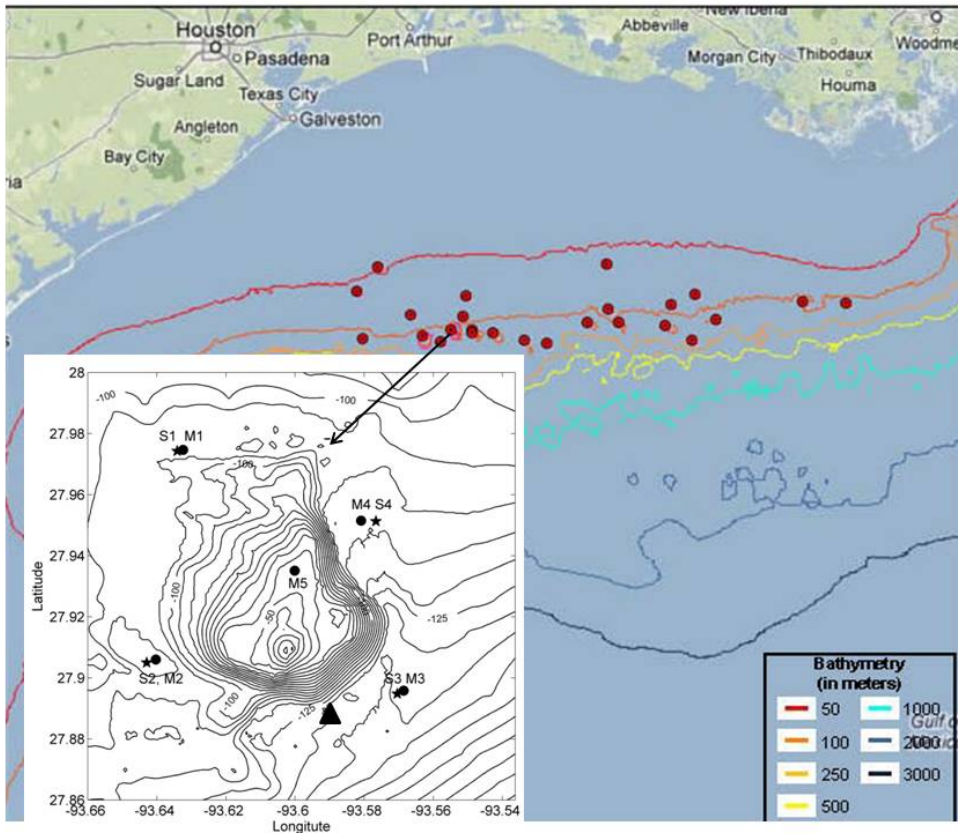 Houston
Pasadena
Sugar Land
Texas City
Galveston
Angleton
Bay City
Port Arthur
Abbeville
New Iberia
Morgan City
Thibodaux
Houma
28
27.98
27.96
27.94
27.92
27.9
27.88
27.86
-93.66
-93.64
-93.62
-93.6
-93.58
-93.56
-93.54
Latitude
Longitute
-100
-100
S1 M1
-100
M4 S4
M5
-100
-50
-125
S2, M2
S3 M3
-100
-125
Bathymetry
(in meters)
50 1000
100 2000
250 3000
500